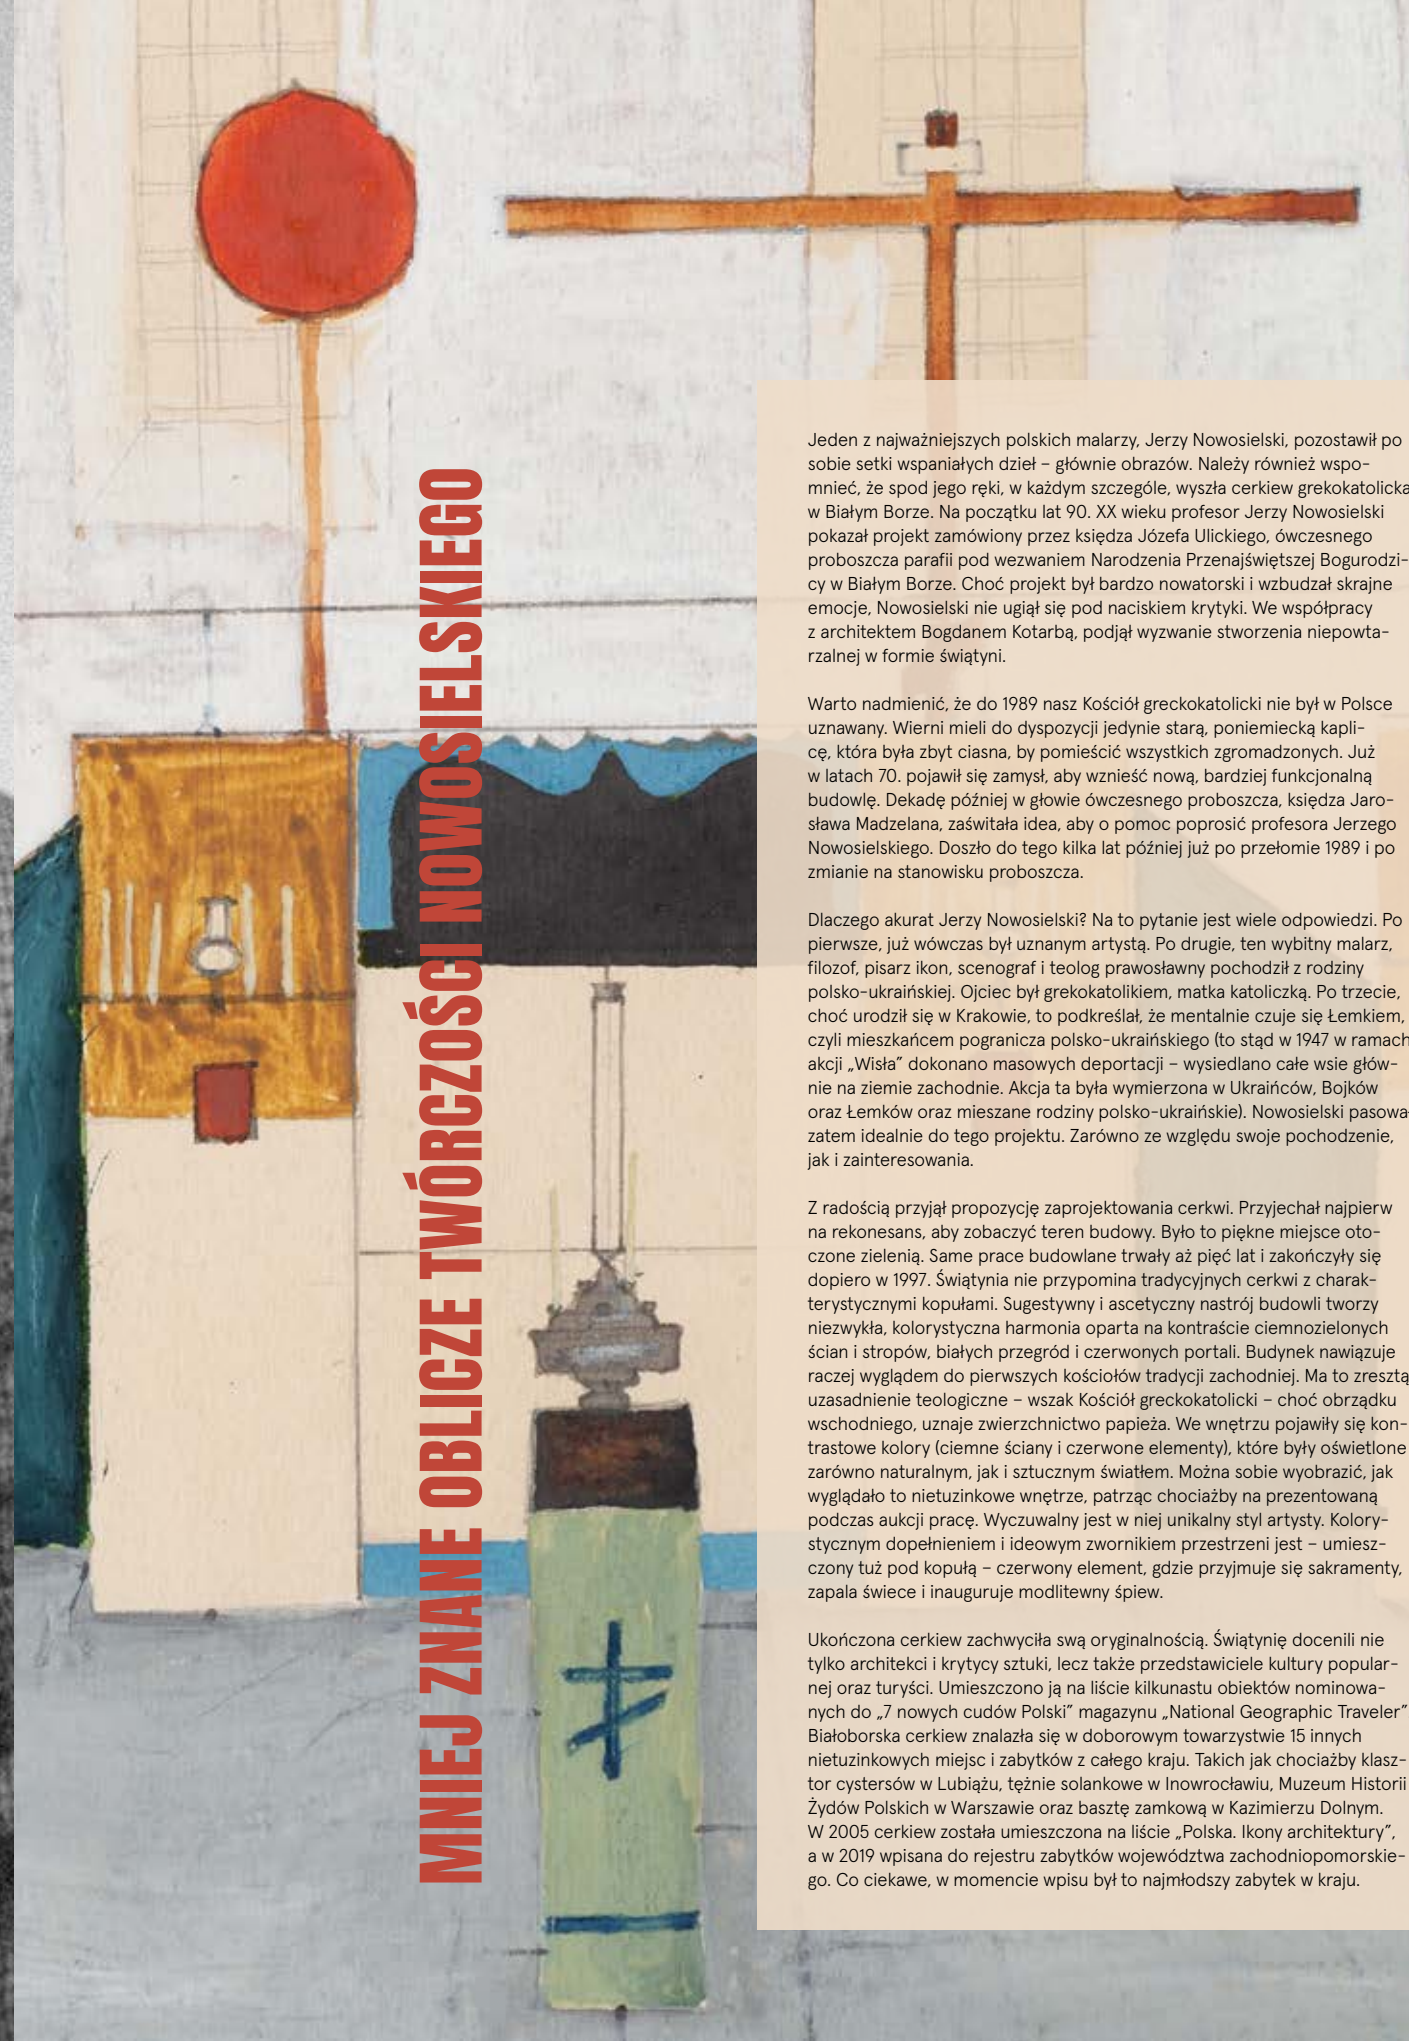 MNIEJ ZNANE OBLICZE TWÓRCZOŚCI NOWOSIELSKIEGO
Jeden z najważniejszych polskich malarzy, Jerzy Nowosielski, pozostawił po
sobie setki wspaniałych dzieł – głównie obrazów. Należy również wspo-
mnieć, że spod jego ręki, w każdym szczególe, wyszła cerkiew grekokatolicka
w Białym Borze. Na początku lat 90. XX wieku profesor Jerzy Nowosielski
pokazał projekt zamówiony przez księdza Józefa Ulickiego, ówczesnego
proboszcza parafii pod wezwaniem Narodzenia Przenajświętszej Bogurodzi-
cy w Białym Borze. Choć projekt był bardzo nowatorski i wzbudzał skrajne
emocje, Nowosielski nie ugiął się pod naciskiem krytyki. We współpracy
z architektem Bogdanem Kotarbą, podjął wyzwanie stworzenia niepowta-
rzalnej w formie świątyni.
Warto nadmienić, że do 1989 nasz Kościół greckokatolicki nie był w Polsce
uznawany. Wierni mieli do dyspozycji jedynie starą, poniemiecką kapli-
cę, która była zbyt ciasna, by pomieścić wszystkich zgromadzonych. Już
w latach 70. pojawił się zamysł, aby wznieść nową, bardziej funkcjonalną
budowlę. Dekadę później w głowie ówczesnego proboszcza, księdza Jaro-
sława Madzelana, zaświtała idea, aby o pomoc poprosić profesora Jerzego
Nowosielskiego. Doszło do tego kilka lat później już po przełomie 1989 i po
zmianie na stanowisku proboszcza.
Dlaczego akurat Jerzy Nowosielski? Na to pytanie jest wiele odpowiedzi. Po
pierwsze, już wówczas był uznanym artystą. Po drugie, ten wybitny malarz,
filozof, pisarz ikon, scenograf i teolog prawosławny pochodził z rodziny
polsko-ukraińskiej. Ojciec był grekokatolikiem, matka katoliczką. Po trzecie,
choć urodził się w Krakowie, to podkreślał, że mentalnie czuje się Łemkiem,
czyli mieszkańcem pogranicza polsko-ukraińskiego (to stąd w 1947 w ramach
akcji „Wisła” dokonano masowych deportacji – wysiedlano całe wsie głów-
nie na ziemie zachodnie. Akcja ta była wymierzona w Ukraińców, Bojków
oraz Łemków oraz mieszane rodziny polsko-ukraińskie). Nowosielski pasował
zatem idealnie do tego projektu. Zarówno ze względu swoje pochodzenie,
jak i zainteresowania.
Z radością przyjął propozycję zaprojektowania cerkwi. Przyjechał najpierw
na rekonesans, aby zobaczyć teren budowy. Było to piękne miejsce oto-
czone zielenią. Same prace budowlane trwały aż pięć lat i zakończyły się
dopiero w 1997. Świątynia nie przypomina tradycyjnych cerkwi z charak-
terystycznymi kopułami. Sugestywny i ascetyczny nastrój budowli tworzy
niezwykła, kolorystyczna harmonia oparta na kontraście ciemnozielonych
ścian i stropów, białych przegród i czerwonych portali. Budynek nawiązuje
raczej wyglądem do pierwszych kościołów tradycji zachodniej. Ma to zresztą
uzasadnienie teologiczne – wszak Kościół greckokatolicki – choć obrządku
wschodniego, uznaje zwierzchnictwo papieża. We wnętrzu pojawiły się kon-
trastowe kolory (ciemne ściany i czerwone elementy), które były oświetlone
zarówno naturalnym, jak i sztucznym światłem. Można sobie wyobrazić, jak
wyglądało to nietuzinkowe wnętrze, patrząc chociażby na prezentowaną
podczas aukcji pracę. Wyczuwalny jest w niej unikalny styl artysty. Kolory-
stycznym dopełnieniem i ideowym zwornikiem przestrzeni jest – umiesz-
czony tuż pod kopułą – czerwony element, gdzie przyjmuje się sakramenty,
zapala świece i inauguruje modlitewny śpiew.
Ukończona cerkiew zachwyciła swą oryginalnością. Świątynię docenili nie
tylko architekci i krytycy sztuki, lecz także przedstawiciele kultury popular-
nej oraz turyści. Umieszczono ją na liście kilkunastu obiektów nominowa-
nych do „7 nowych cudów Polski” magazynu „National Geographic Traveler”
Białoborska cerkiew znalazła się w doborowym towarzystwie 15 innych
nietuzinkowych miejsc i zabytków z całego kraju. Takich jak chociażby klasz-
tor cystersów w Lubiążu, tężnie solankowe w Inowrocławiu, Muzeum Historii
Żydów Polskich w Warszawie oraz basztę zamkową w Kazimierzu Dolnym.
W 2005 cerkiew została umieszczona na liście „Polska. Ikony architektury”,
a w 2019 wpisana do rejestru zabytków województwa zachodniopomorskie-
go. Co ciekawe, w momencie wpisu był to najmłodszy zabytek w kraju.